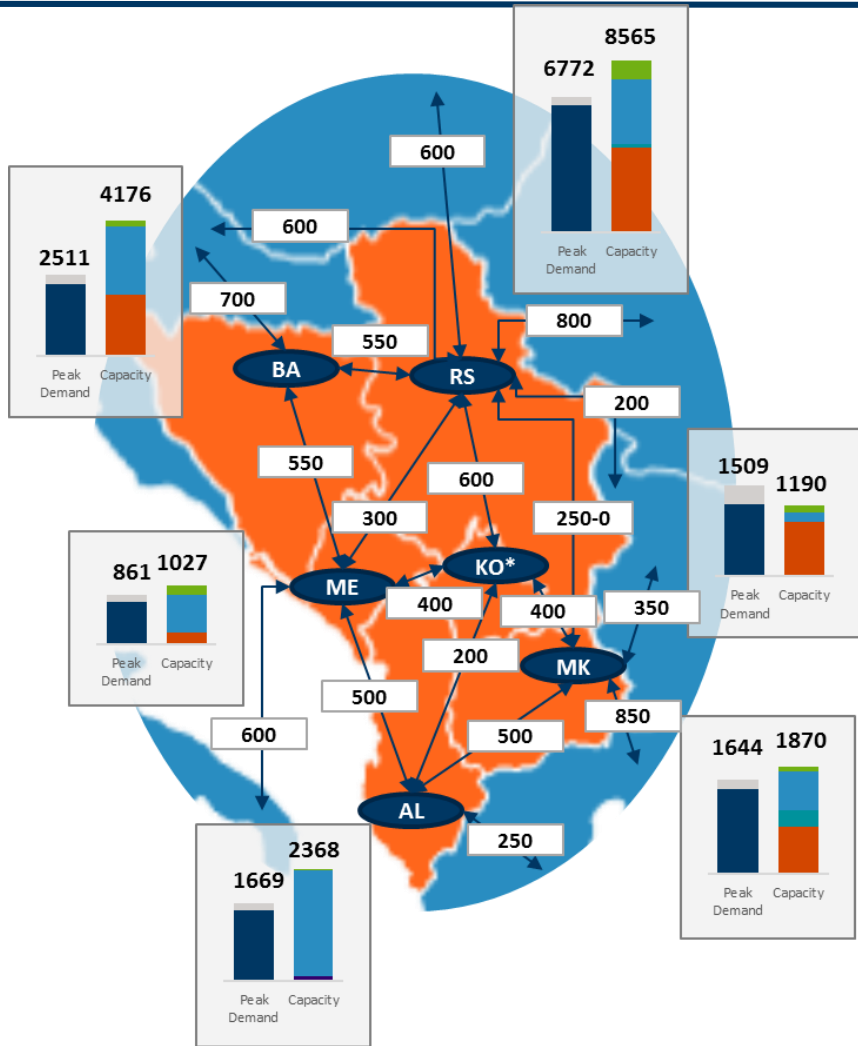 8565
6772
Peak
Demand
Capacity
600
4176
2511
Peak
Demand
Capacity
600
700
800
550
BA
RS
200
1509
1190
Peak
Demand
Capacity
550
600
300
250-0
861
1027
Peak
Demand
Capacity
KO*
ME
400
400
350
200
MK
500
850
600
500
1644
1870
Peak
Demand
Capacity
AL
250
2368
1669
Peak
Demand
Capacity